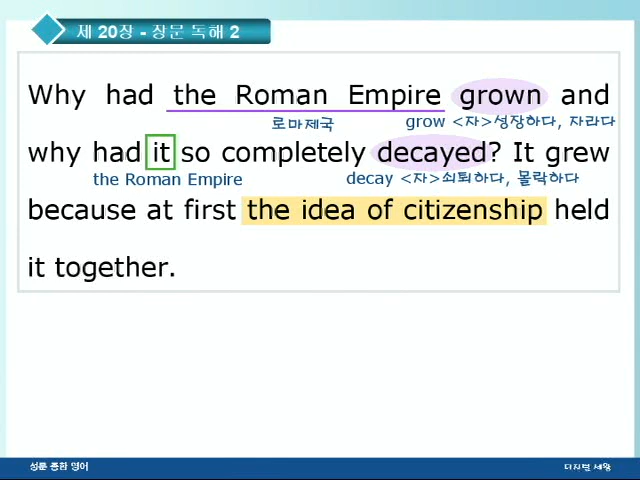 제 20장 - 장문 독해 2
Why had the Roman Empire grown and
로마제국 grow <자>성장하다, 자라다
why had it so completely decayed? It grew
the Roman Empire decay <자>쇠퇴하다, 몰락하다
because at first the idea of citizenship held
it together.
성문 종합 영어 디지털 세왕